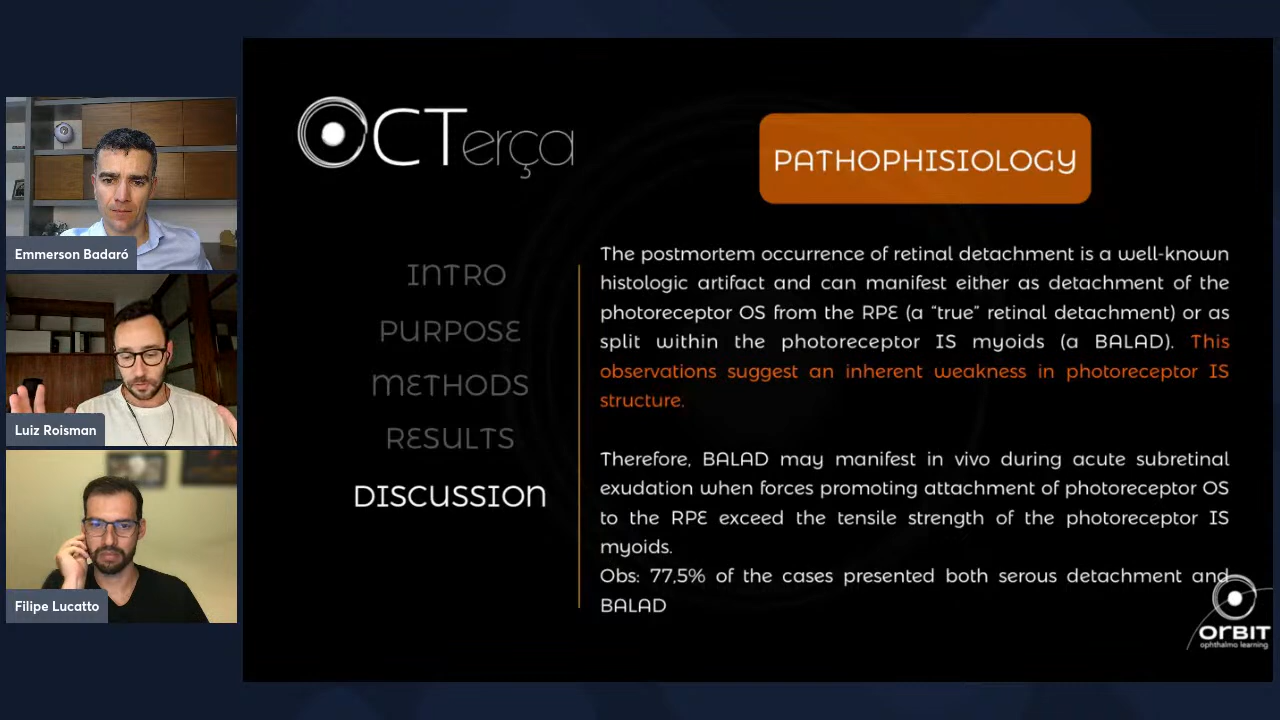 OCTerça
PATHOPHISIOLOGY
Emmerson Badaró
Luiz Roisman
Filipe Lucatto
INTRO
PURPOSE
METHODS
RESULTS
DISCUSSION
The postmortem occurrence of retinal detachment is a well-known
histologic artifact and can manifest either as detachment of the
photoreceptor OS from the RPE (a “true” retinal detachment) or as
split within the photoreceptor IS myoids (a BALAD). This
observations suggest an inherent weakness in photoreceptor IS
structure.
Therefore, BALAD may manifest in vivo during acute subretinal
exudation when forces promoting attachment of photoreceptor OS
to the RPE exceed the tensile strength of the photoreceptor IS
myoids.
Obs: 77,5% of the cases presented both serous detachment and
BALAD
ORBIT
ophthalmo learning